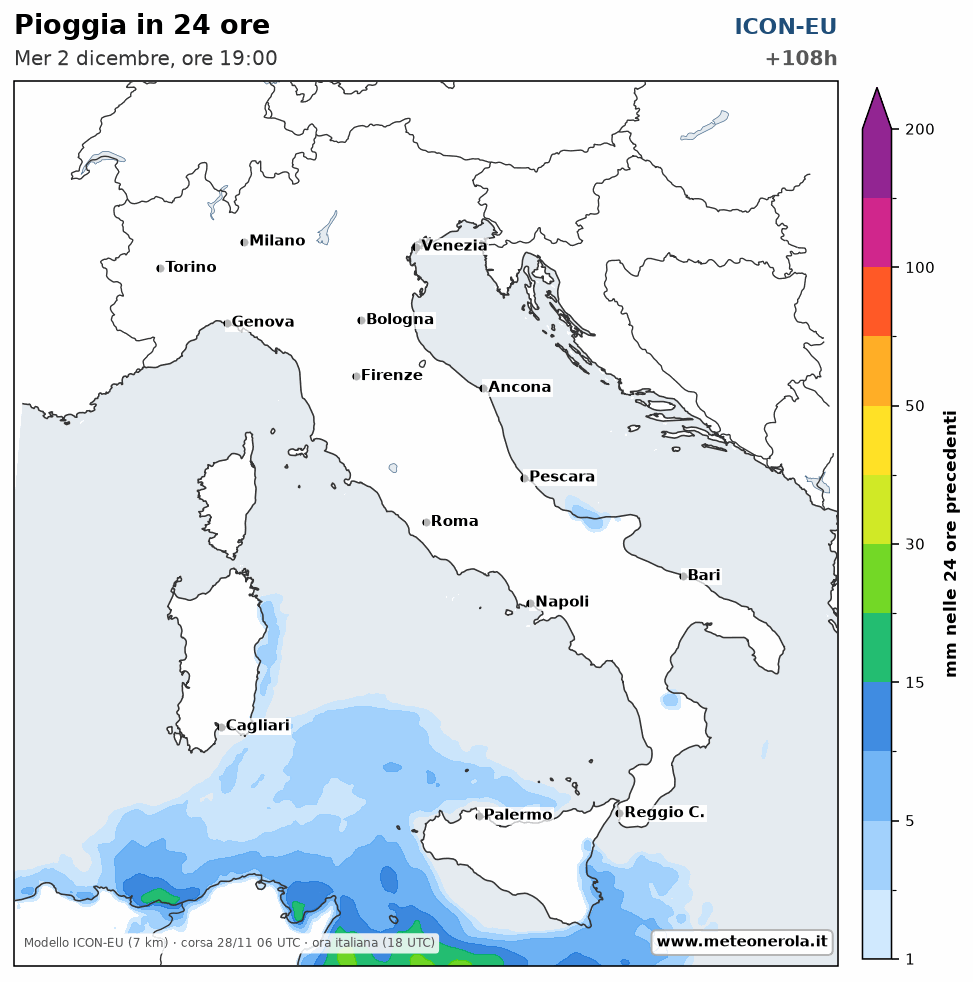 Pioggia in 24 ore
ICON-EU
Mer 2 dicembre, ore 19:00
+108h
Milano
Venezia
Torino
Genova
Bologna
Firenze
Ancona
Pescara
Roma
Bari
Napoli
Cagliari
Palermo
Reggio C.
Modello ICON-EU (7 km) · corsa 28/11 06 UTC · ora italiana (18 UTC)
www.meteonerola.it
200
100
50
30
15
5
1
mm nelle 24 ore precedenti